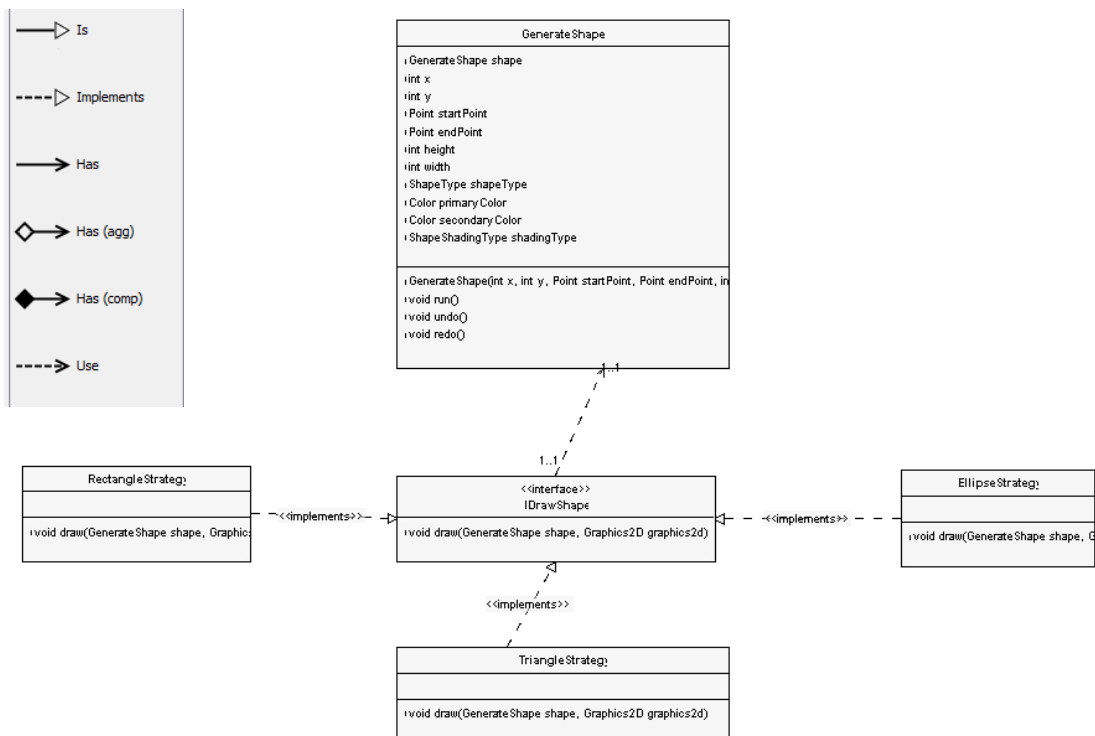 Is
Implements
Has
Has (agg)
Has (comp)
Use
GenerateShape
GenerateShape shape
int x
int y
Point startPoint
Point endPoint
int height
int width
ShapeType shapeType
Color primaryColor
Color secondaryColor
ShapeShadingType shadingType
GenerateShape(int x, int y, Point startPoint, Point endPoint, in
void run()
void undo()
void redo()
1..1
1..1
RectangleStrategy
void draw(GenerateShape shape, Graphics
<<implements>>
<<interface>>
IDrawShape
void draw(GenerateShape shape, Graphics2D graphics2d)
<<implements>>
EllipseStrategy
void draw(GenerateShape shape, G
<<implements>>
TriangleStrategy
void draw(GenerateShape shape, Graphics2D graphics2d)